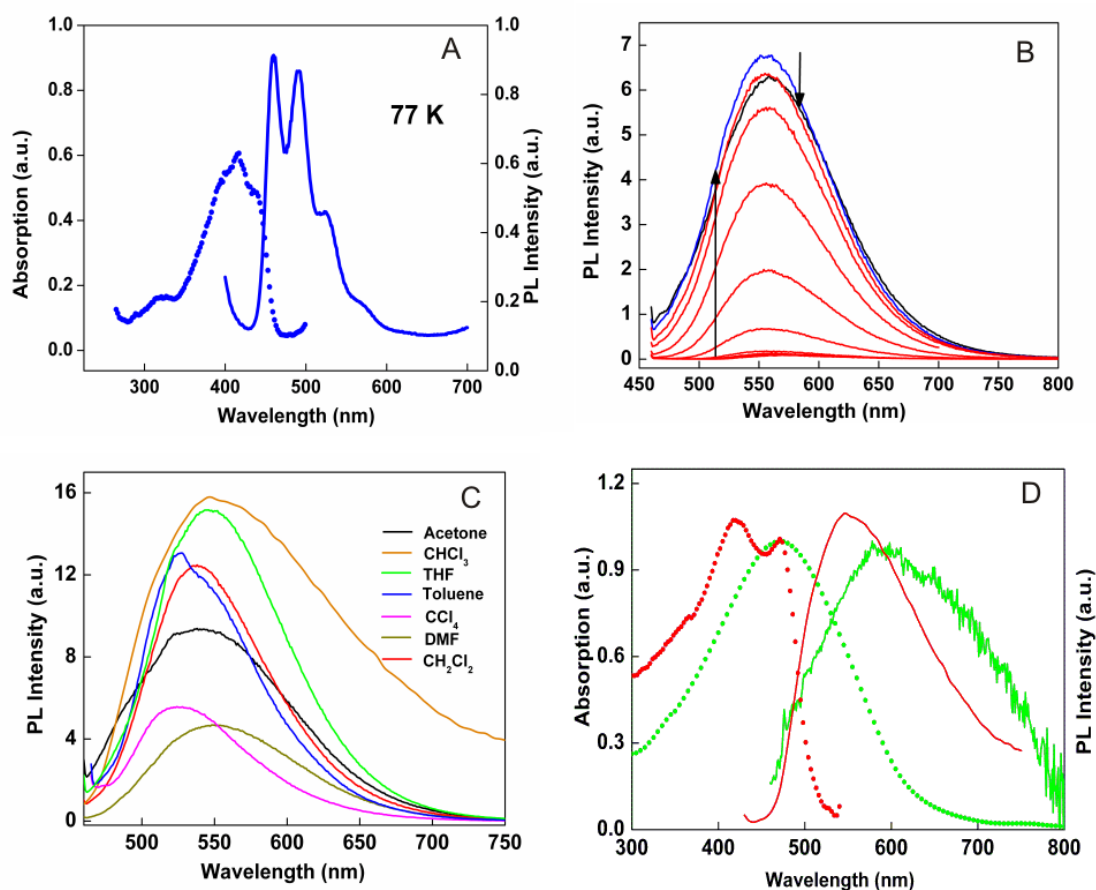 A
77 K
1.0
0.8
0.6
0.4
0.2
0.0
Absorption (a.u.)
1.0
0.8
0.6
0.4
0.2
0.0
PL Intensity (a.u.)
300 400 500 600 700
Wavelength (nm)
B
7
6
5
4
3
2
1
0
PL Intensity (a.u.)
450 500 550 600 650 700 750 800
Wavelength (nm)
C
16
12
8
4
0
PL Intensity (a.u.)
Acetone
CHCl3
THF
Toluene
CCl4
DMF
CH2Cl2
500 550 600 650 700 750
Wavelength (nm)
D
1.2
0.9
0.6
0.3
0.0
Absorption (a.u.)
PL Intensity (a.u.)
300 400 500 600 700 800
Wavelength (nm)